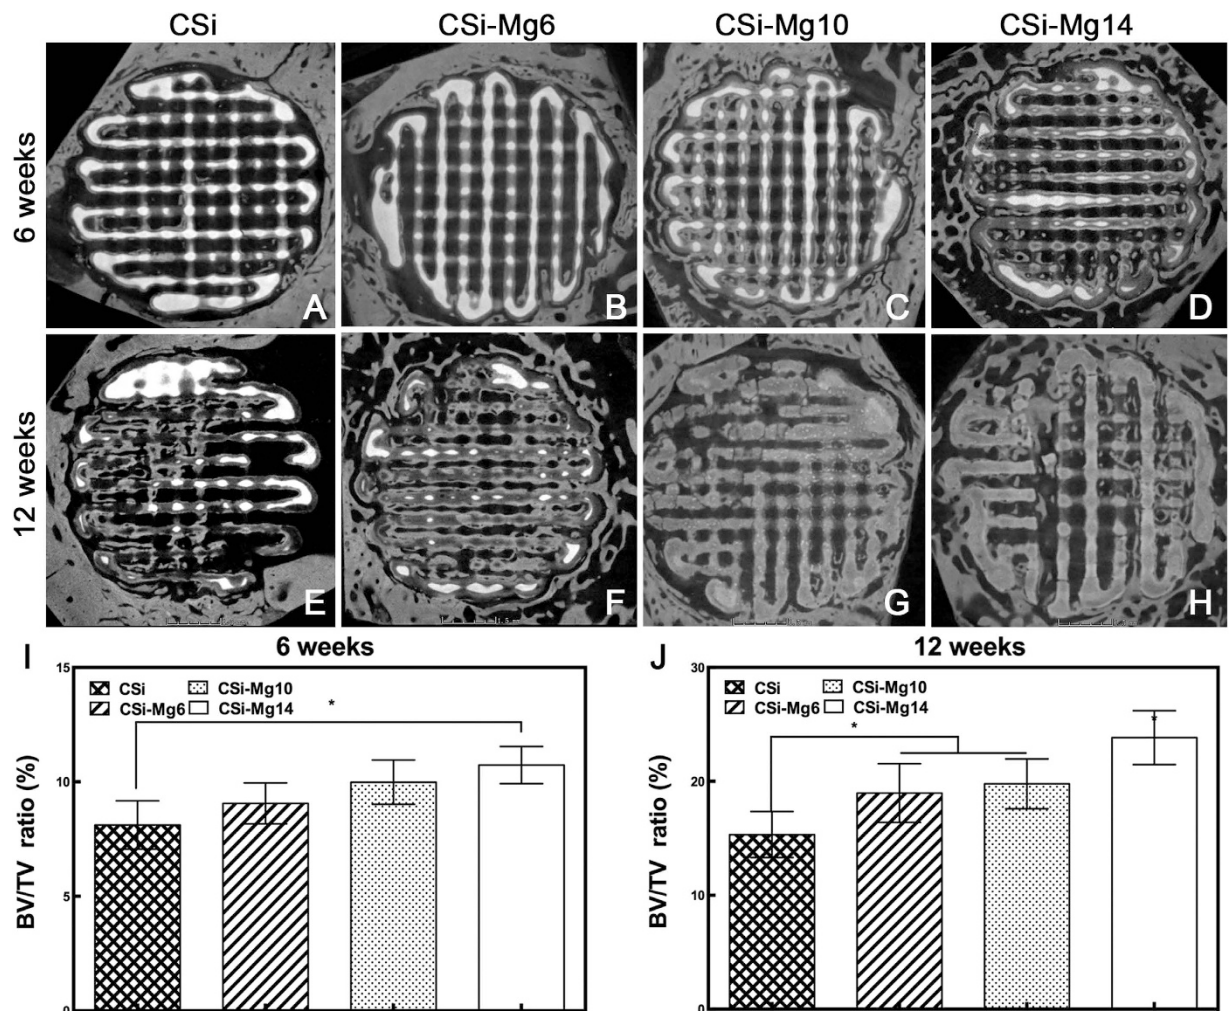 CSi CSi-Mg6 CSi-Mg10 CSi-Mg14
6 weeks
A B C D
12 weeks
E F G H
I 6 weeks
15
10
5
0
BV/TV ratio (%)
CSi CSi-Mg10
CSi-Mg6 CSi-Mg14
*
J 12 weeks
30
20
10
0
BV/TV ratio (%)
CSi CSi-Mg10
CSi-Mg6 CSi-Mg14
*
*